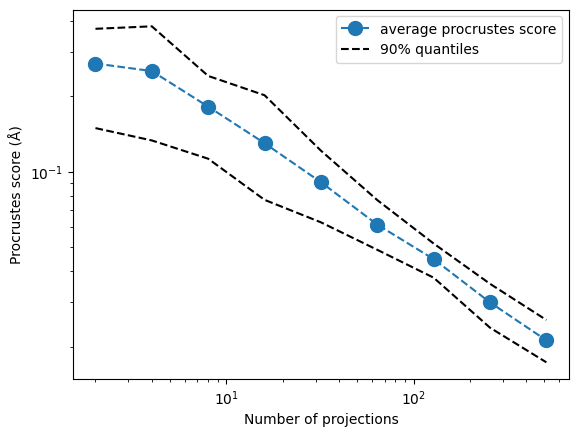 average procrustes score
90% quantiles
Procrustes score (Å)
10⁻¹
10¹
10²
Number of projections